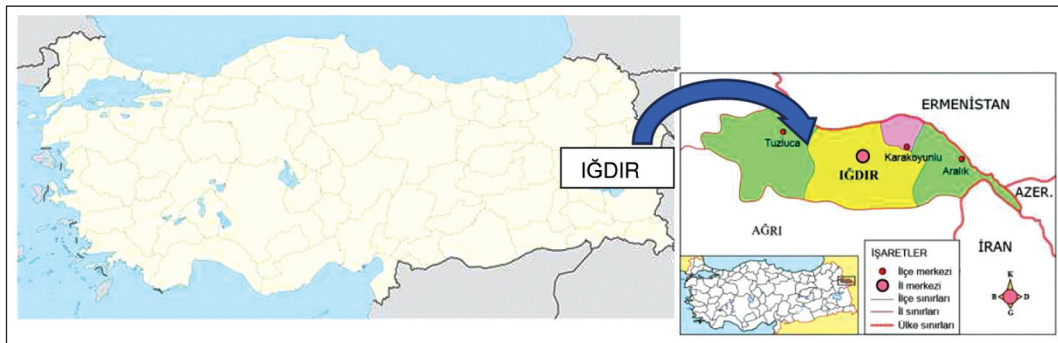 IĞDIR
ERMENİSTAN
Tuzluca
Karakoyunlu
IĞDIR
Aralık
AZER.
AĞRI
İRAN
İŞARETLER
İlçe merkezi
İl merkezi
İlçe sınırları
İl sınırları
Ülke sınırları
K
B D
G